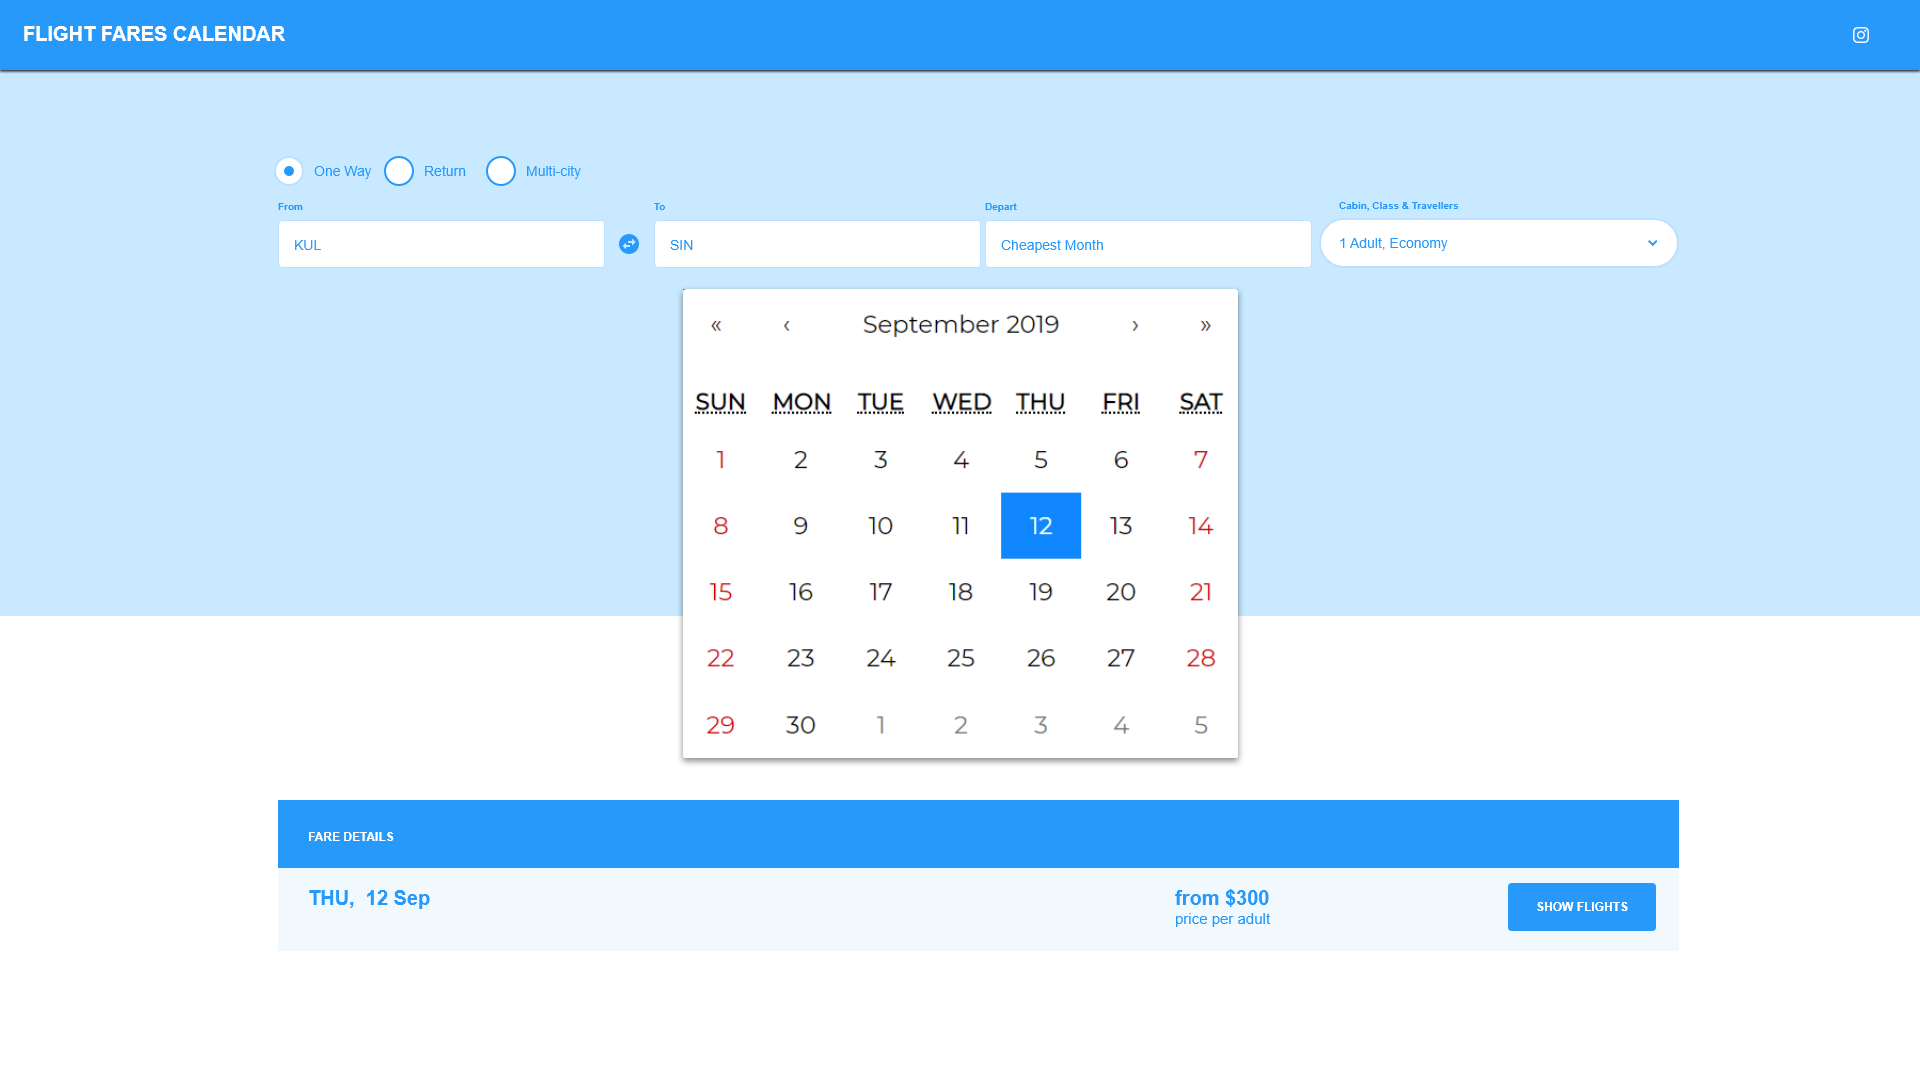 FLIGHT FARES CALENDAR
One Way Return Multi-city
From To Depart Cabin, Class & Travellers
KUL SIN Cheapest Month 1 Adult, Economy
« ‹ September 2019 › »
SUN MON TUE WED THU FRI SAT
1 2 3 4 5 6 7
8 9 10 11 12 13 14
15 16 17 18 19 20 21
22 23 24 25 26 27 28
29 30 1 2 3 4 5
FARE DETAILS
THU, 12 Sep from $300 SHOW FLIGHTS
price per adult